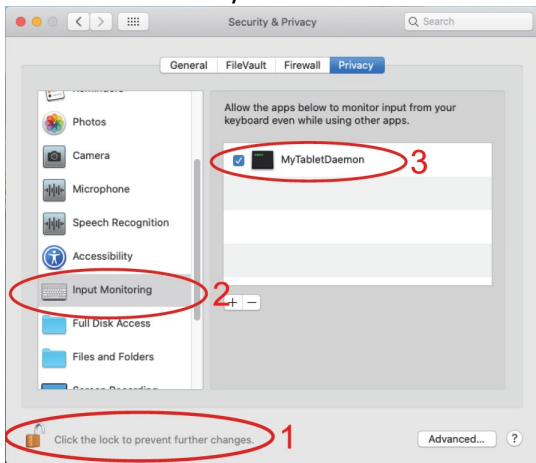 Security & Privacy
Search
General FileVault Firewall Privacy
Photos
Camera
Microphone
Speech Recognition
Accessibility
Input Monitoring
Full Disk Access
Files and Folders
Allow the apps below to monitor input from your
keyboard even while using other apps.
MyTabletDaemon
3
2
+ −
Click the lock to prevent further changes.
1
Advanced...
?